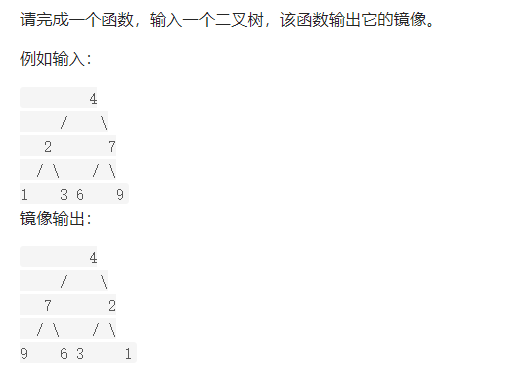 请完成一个函数，输入一个二叉树，该函数输出它的镜像。
例如输入：
     4
   /   \
  2     7
 / \   / \
1   3 6   9
镜像输出：
     4
   /   \
  7     2
 / \   / \
9   6 3   1